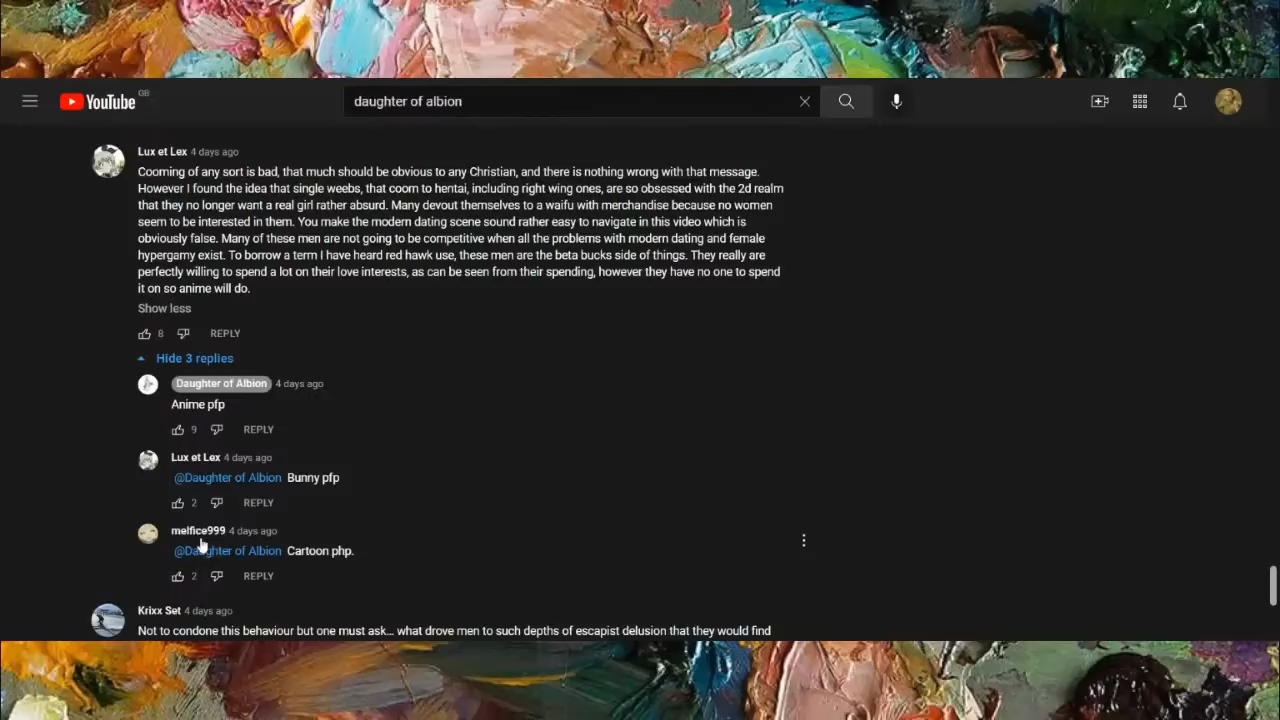 YouTube GB
daughter of albion
Lux et Lex 4 days ago
Cooming of any sort is bad, that much should be obvious to any Christian, and there is nothing wrong with that message.
However I found the idea that single weebs, that coom to hentai, including right wing ones, are so obsessed with the 2d realm
that they no longer want a real girl rather absurd. Many devout themselves to a waifu with merchandise because no women
seem to be interested in them. You make the modern dating scene sound rather easy to navigate in this video which is
obviously false. Many of these men are not going to be competitive when all the problems with modern dating and female
hypergamy exist. To borrow a term I have heard red hawk use, these men are the beta bucks side of things. They really are
perfectly willing to spend a lot on their love interests, as can be seen from their spending, however they have no one to spend
it on so anime will do.
Show less
8 REPLY
Hide 3 replies
Daughter of Albion 4 days ago
Anime pfp
9 REPLY
Lux et Lex 4 days ago
@Daughter of Albion Bunny pfp
2 REPLY
melfice999 4 days ago
@Daughter of Albion Cartoon php.
2 REPLY
Krixx Set 4 days ago
Not to condone this behaviour but one must ask... what drove men to such depths of escapist delusion that they would find